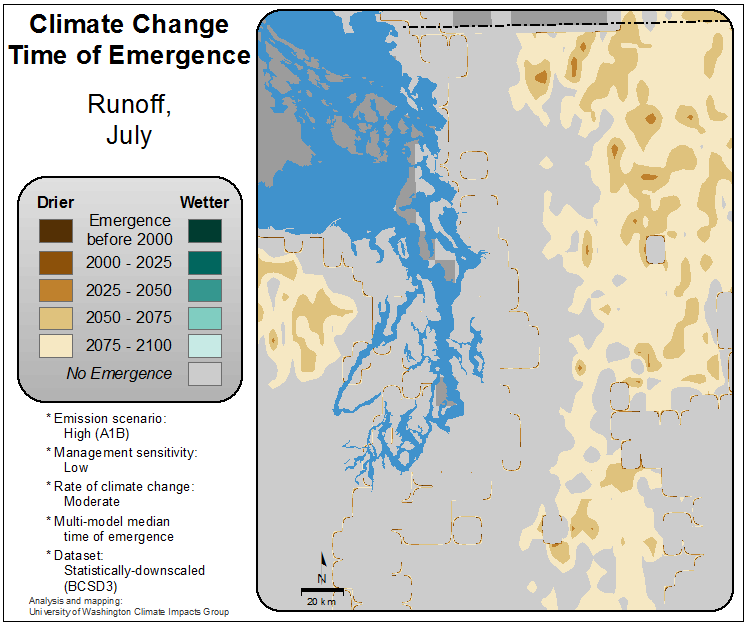 Climate Change
Time of Emergence
Runoff,
July
Drier Wetter
Emergence
before 2000
2000 - 2025
2025 - 2050
2050 - 2075
2075 - 2100
No Emergence
* Emission scenario:
High (A1B)
* Management sensitivity:
Low
* Rate of climate change:
Moderate
* Multi-model median
time of emergence
* Dataset:
Statistically-downscaled
(BCSD3)
Analysis and mapping:
University of Washington Climate Impacts Group
N
20 km